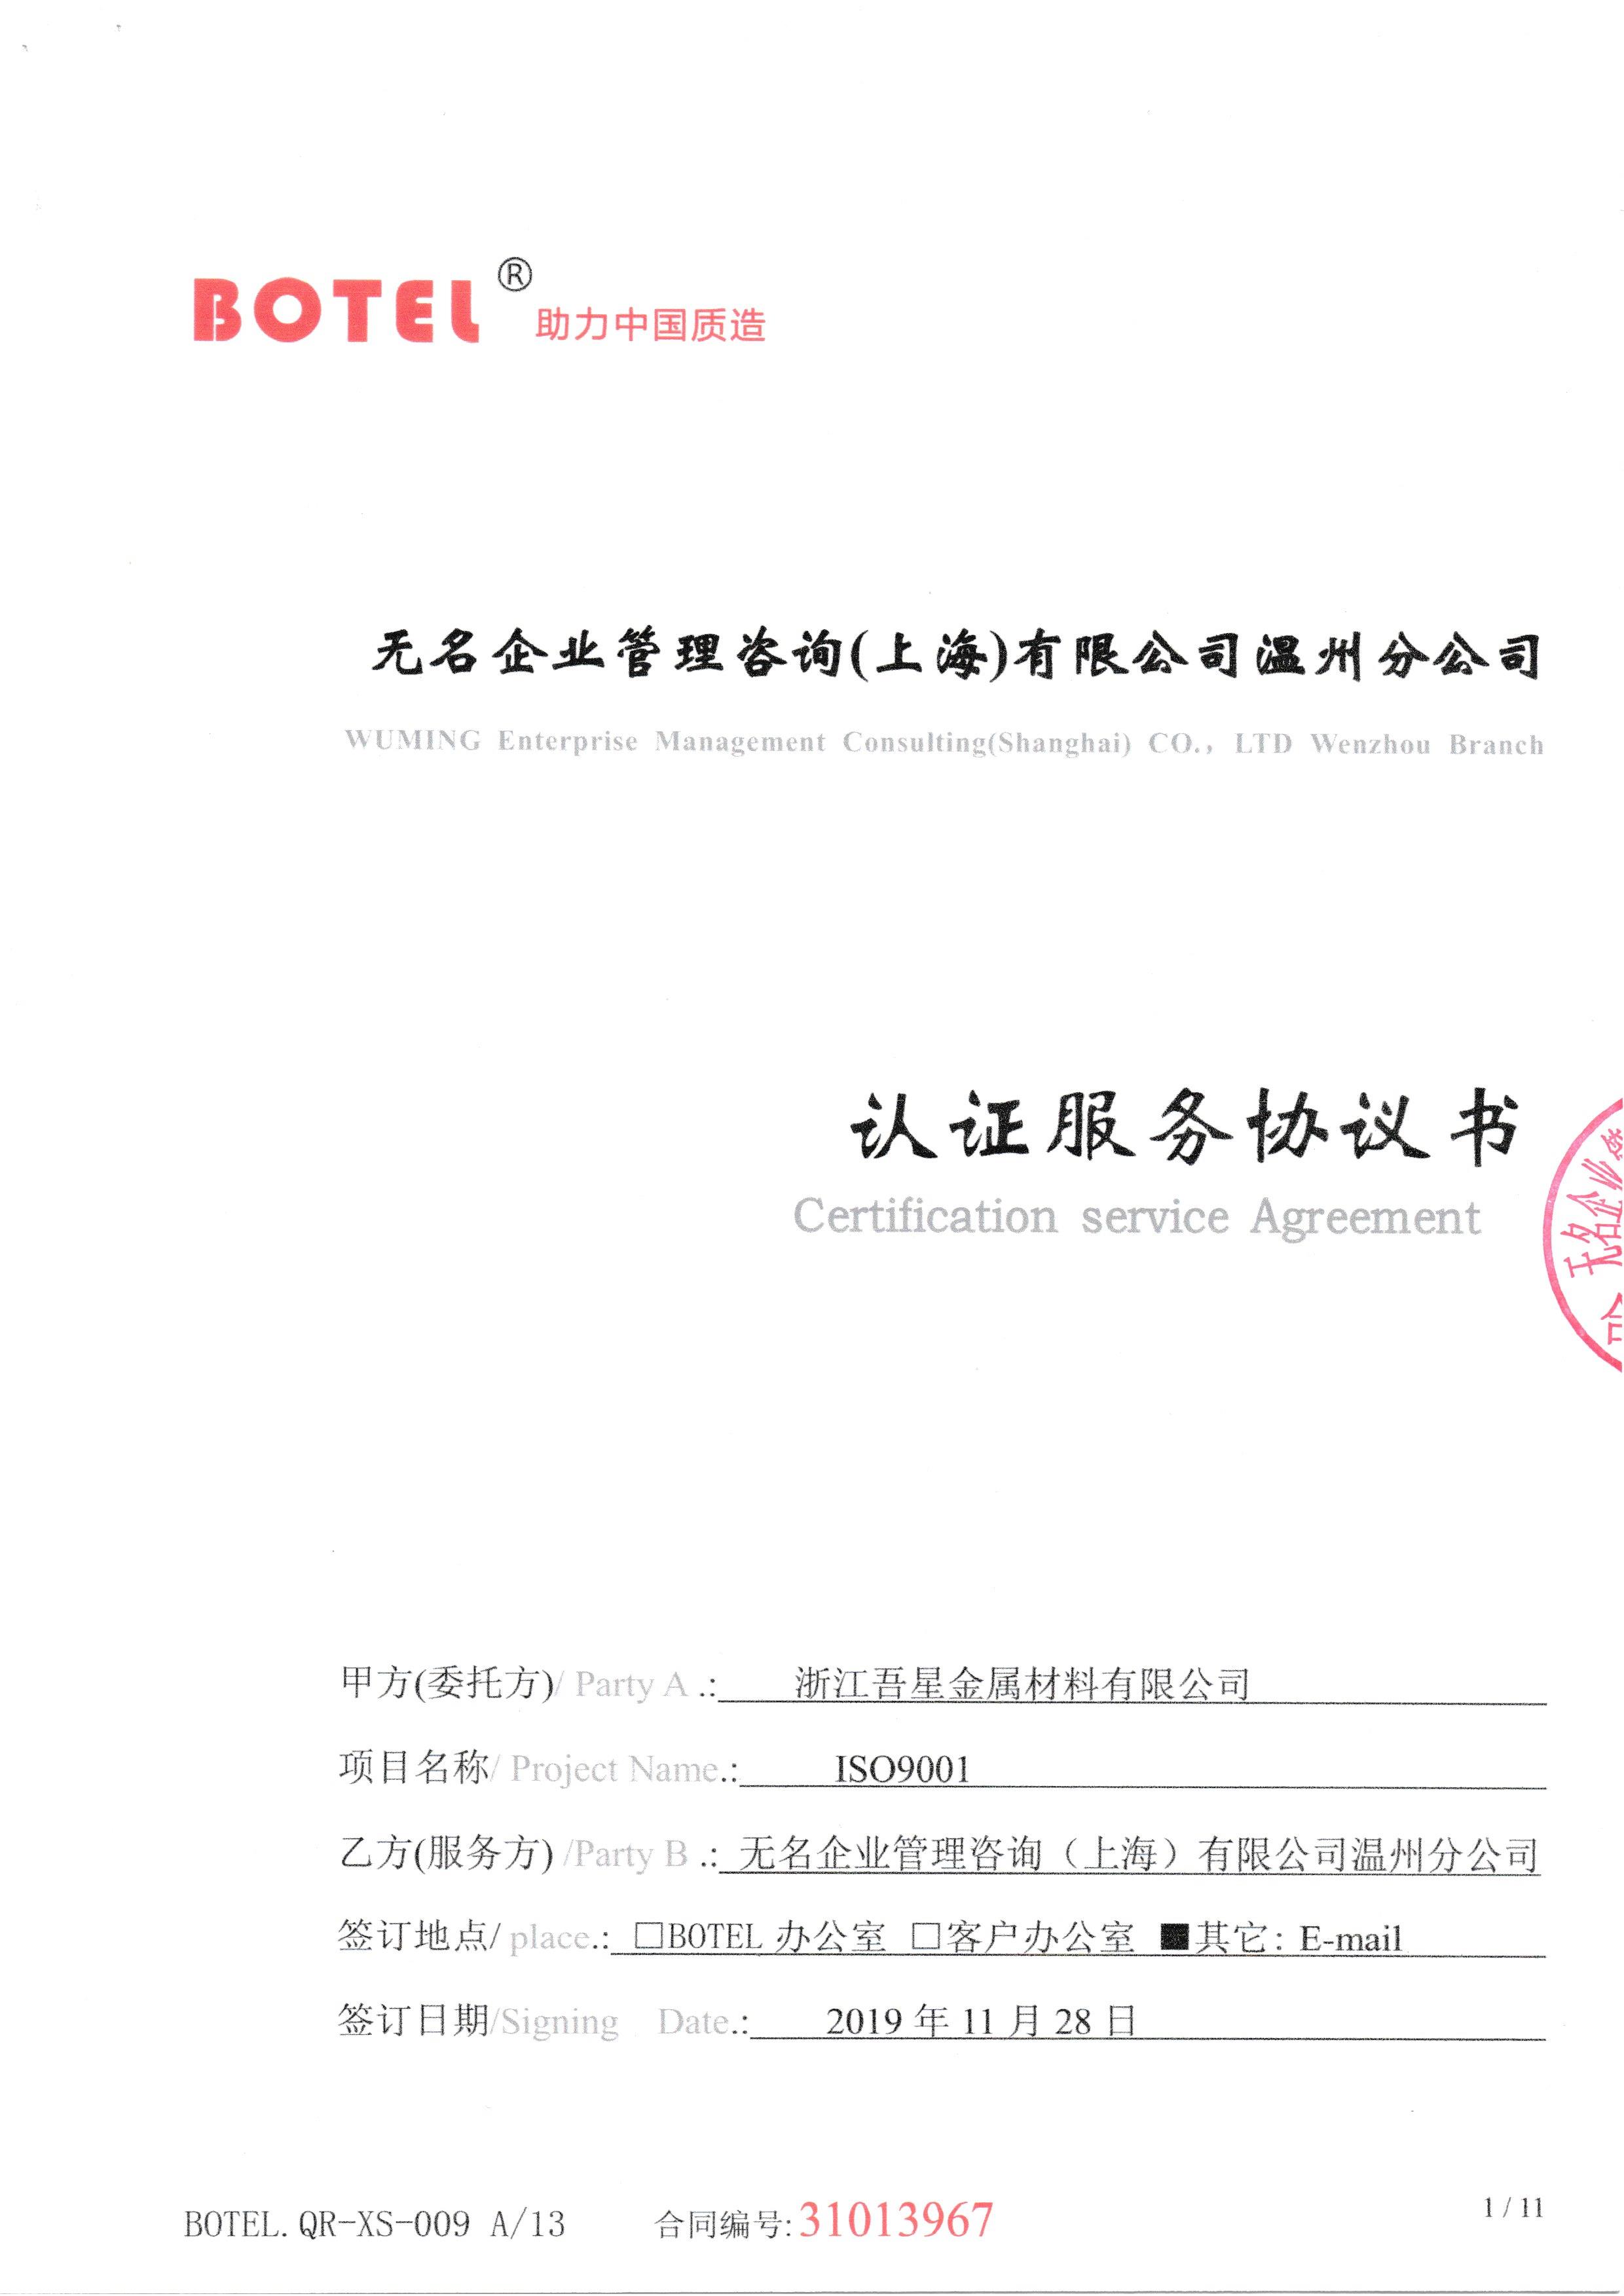 BOTEL® 助力中国质造
无名企业管理咨询(上海)有限公司温州分公司
WUMING Enterprise Management Consulting(Shanghai) CO.，LTD Wenzhou Branch
认证服务协议书
Certification service Agreement
无名企业管
合
甲方(委托方)/ Party A .: 浙江吾星金属材料有限公司
项目名称/ Project Name.: ISO9001
乙方(服务方) /Party B .: 无名企业管理咨询（上海）有限公司温州分公司
签订地点/ place.: □BOTEL 办公室 □客户办公室 ■其它: E-mail
签订日期/Signing Date.: 2019 年 11 月 28 日
BOTEL.QR-XS-009 A/13 合同编号:31013967 1 / 11